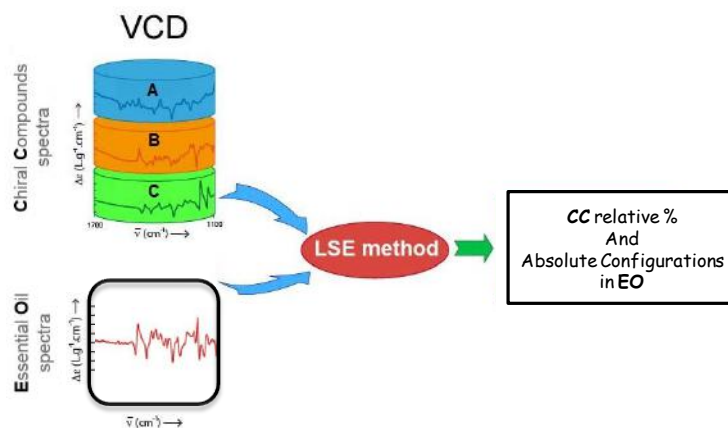 VCD
Chiral Compounds
spectra
Δε (L.g⁻¹.cm⁻¹) ⟶
A
B
C
1700
1100
ν̅ (cm⁻¹) ⟶
LSE method
CC relative %
And
Absolute Configurations
in EO
Essential Oil
spectra
Δε (L.g⁻¹.cm⁻¹) ⟶
ν̅ (cm⁻¹) ⟶